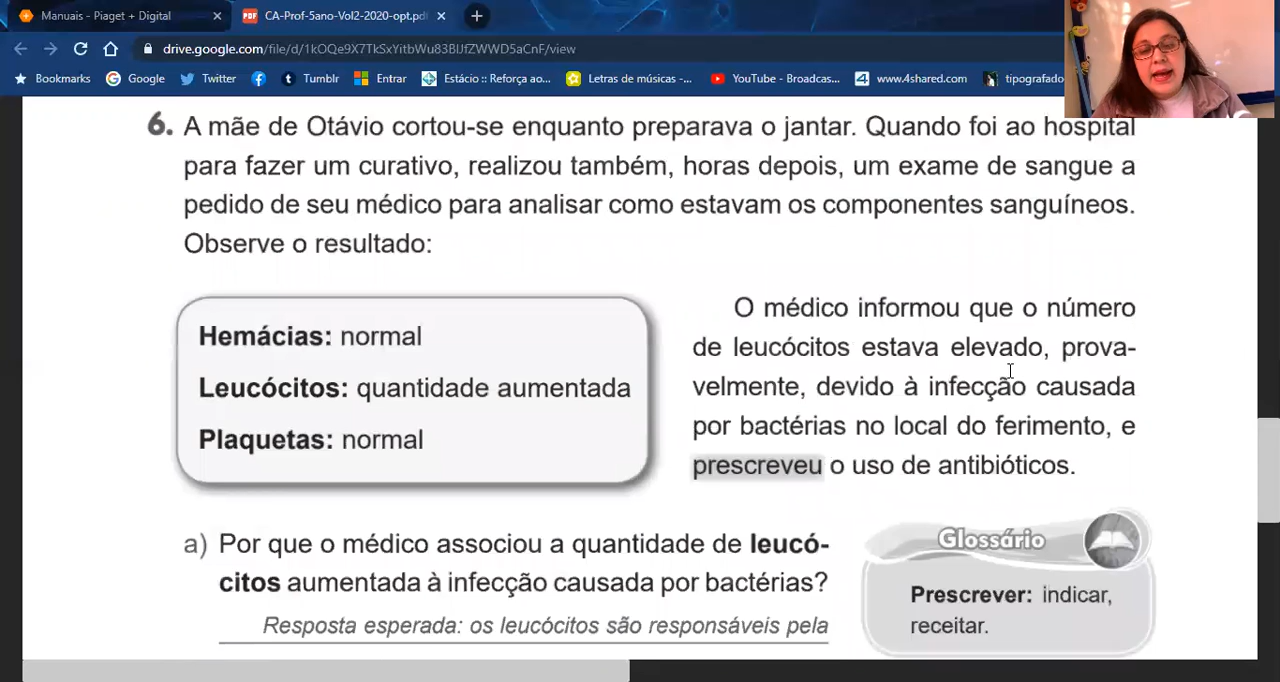 Manuais - Piaget + Digital
PDF CA-Prof-5ano-Vol2-2020-opt.pd
drive.google.com/file/d/1kOQe9X7TkSxYitbWu83BlJfZWWD5aCnF/view
Bookmarks Google Twitter Tumblr Entrar Estácio :: Reforça ao... Letras de músicas -... YouTube - Broadcas... www.4shared.com tipografado
6. A mãe de Otávio cortou-se enquanto preparava o jantar. Quando foi ao hospital
para fazer um curativo, realizou também, horas depois, um exame de sangue a
pedido de seu médico para analisar como estavam os componentes sanguíneos.
Observe o resultado:
Hemácias: normal
Leucócitos: quantidade aumentada
Plaquetas: normal
O médico informou que o número
de leucócitos estava elevado, prova-
velmente, devido à infecção causada
por bactérias no local do ferimento, e
prescreveu o uso de antibióticos.
a) Por que o médico associou a quantidade de leucó-
citos aumentada à infecção causada por bactérias?
Resposta esperada: os leucócitos são responsáveis pela
Glossário
Prescrever: indicar,
receitar.